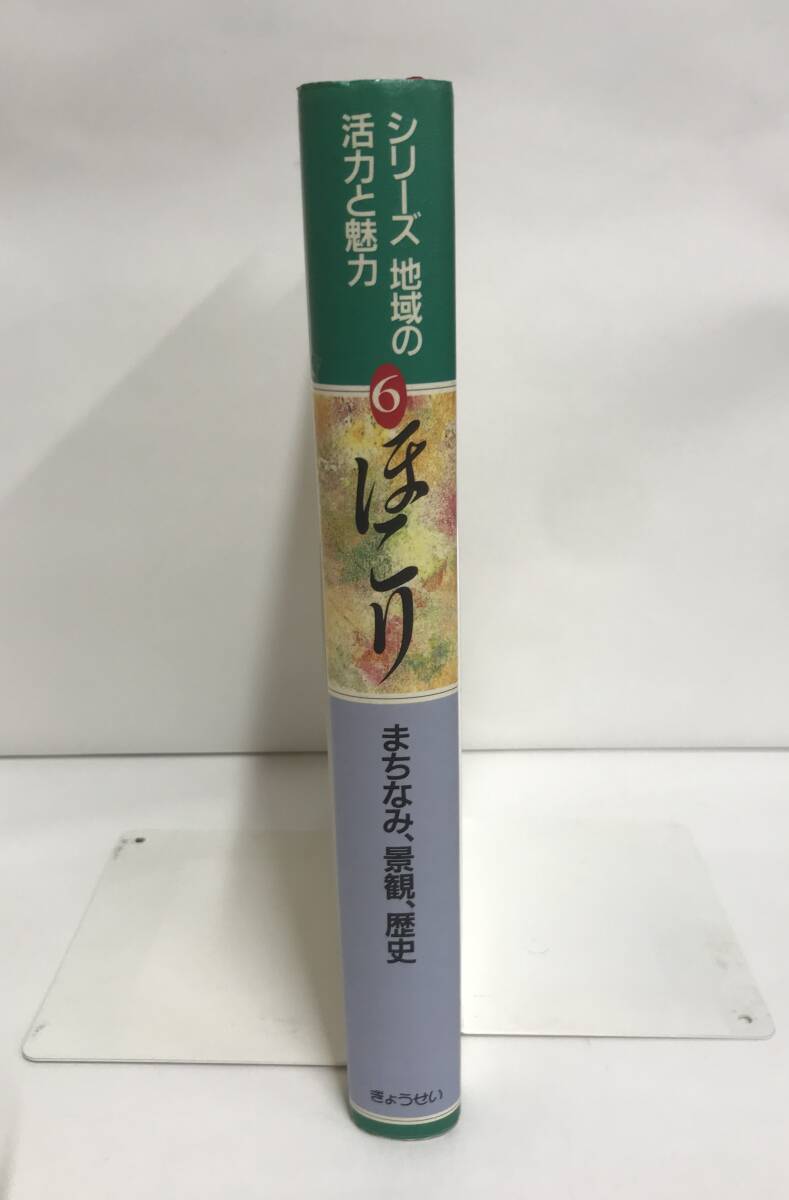 シリーズ 地域の
活力と魅力
6
ほこり
まちなみ、景観、歴史
ぎょうせい